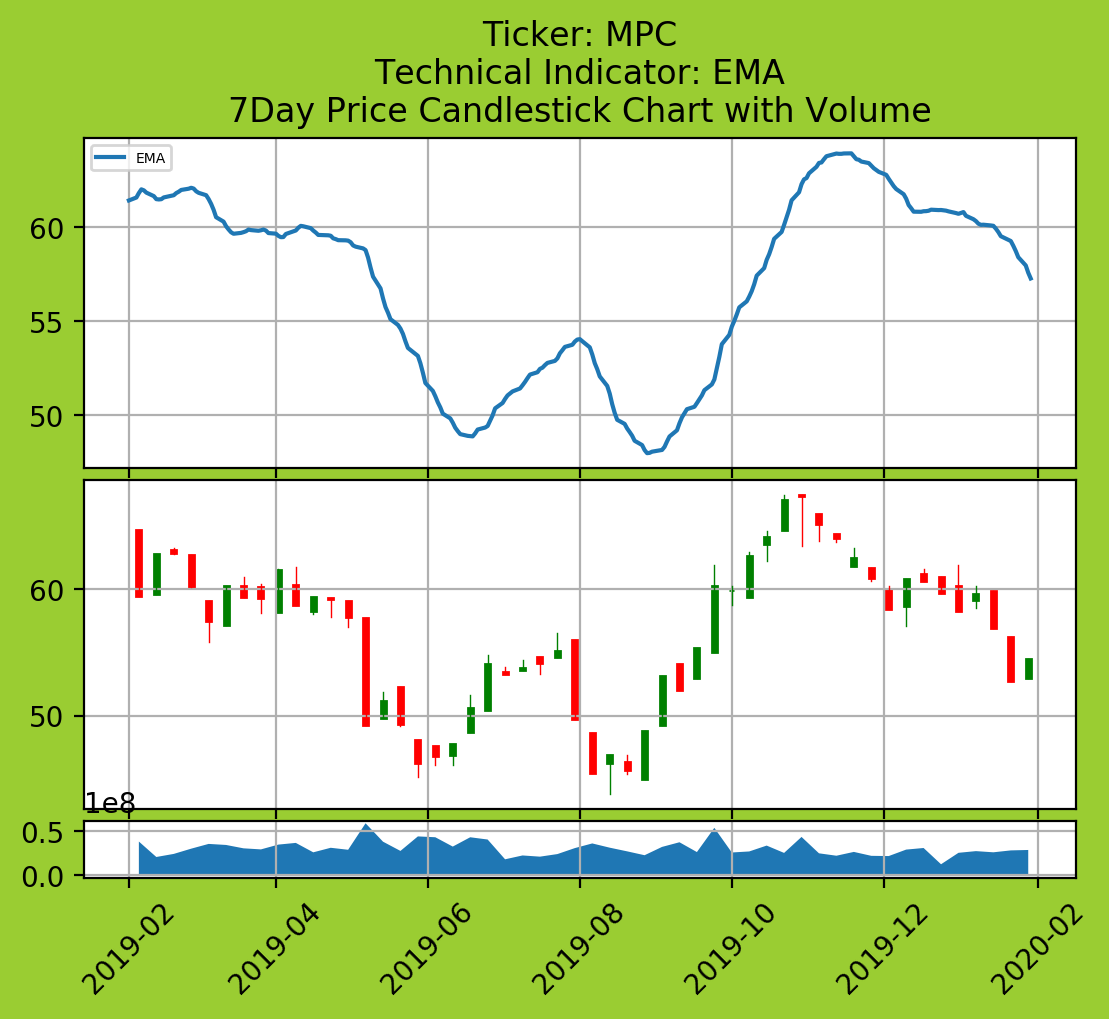 Ticker: MPC
Technical Indicator: EMA
7Day Price Candlestick Chart with Volume
EMA
60
55
50
60
50
1e8
0.5
0.0
2019-02
2019-04
2019-06
2019-08
2019-10
2019-12
2020-02